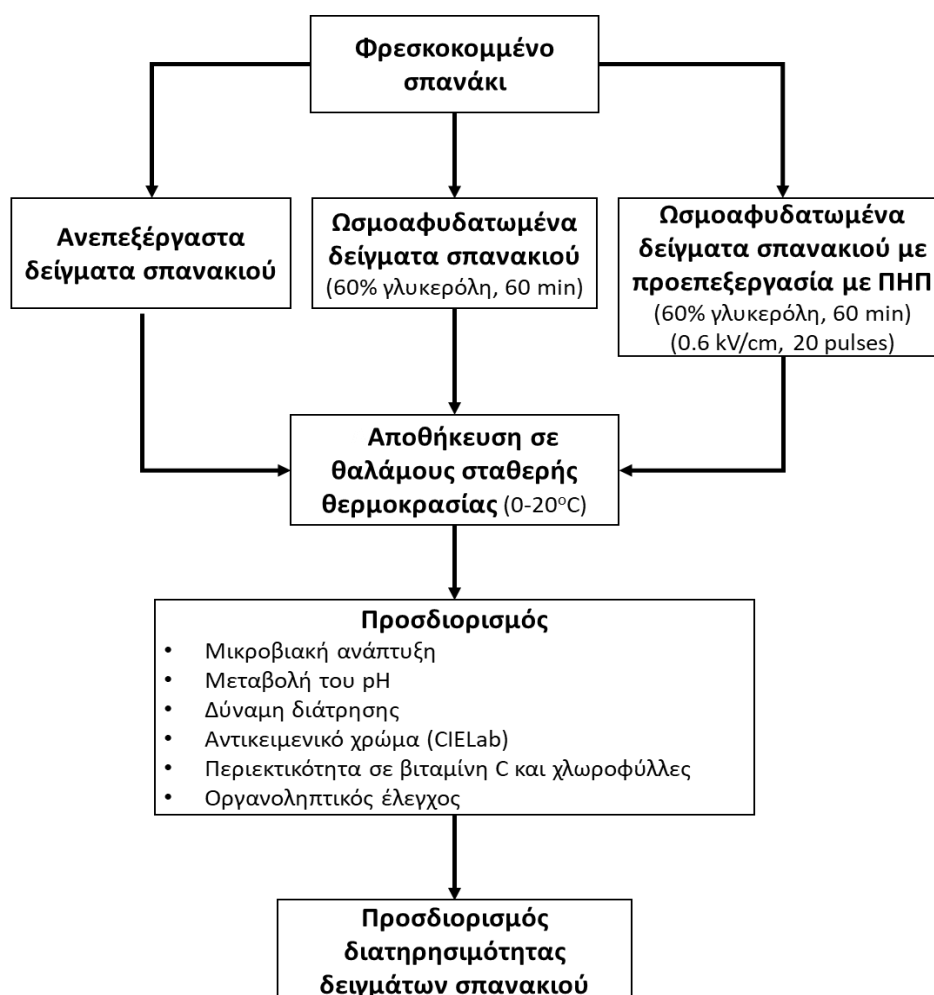 Φρεσκοκομμένο
σπανάκι
Ανεπεξέργαστα
δείγματα σπανακιού
Ωσμοαφυδατωμένα
δείγματα σπανακιού
(60% γλυκερόλη, 60 min)
Ωσμοαφυδατωμένα
δείγματα σπανακιού με
προεπεξεργασία με ΠΗΠ
(60% γλυκερόλη, 60 min)
(0.6 kV/cm, 20 pulses)
Αποθήκευση σε
θαλάμους σταθερής
θερμοκρασίας (0-20°C)
Προσδιορισμός
• Μικροβιακή ανάπτυξη
• Μεταβολή του pH
• Δύναμη διάτρησης
• Αντικειμενικό χρώμα (CIELab)
• Περιεκτικότητα σε βιταμίνη C και χλωροφύλλες
• Οργανοληπτικός έλεγχος
Προσδιορισμός
διατηρησιμότητας
δειγμάτων σπανακιού